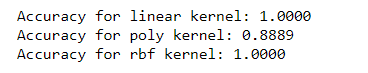 Accuracy for linear kernel: 1.0000
Accuracy for poly kernel: 0.8889
Accuracy for rbf kernel: 1.0000